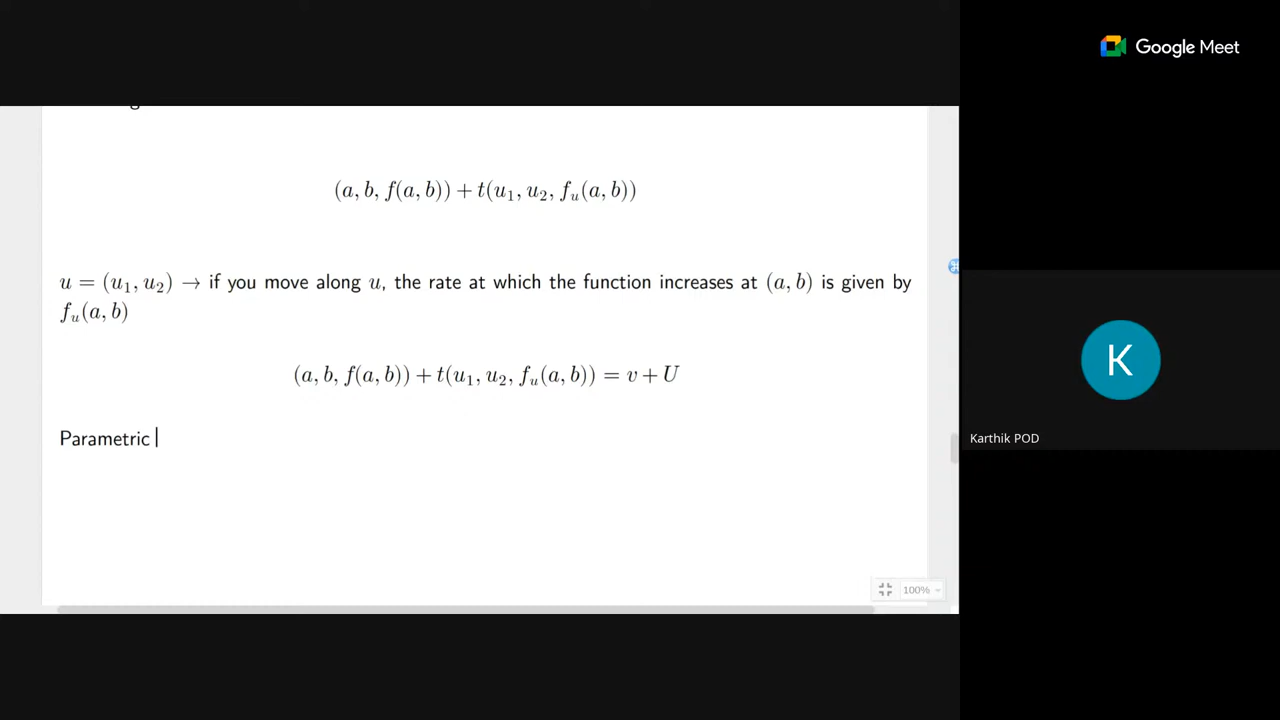 Google Meet
(a, b, f(a, b)) + t(u₁, u₂, fᵤ(a, b))
u = (u₁, u₂) → if you move along u, the rate at which the function increases at (a, b) is given by
fᵤ(a, b)
(a, b, f(a, b)) + t(u₁, u₂, fᵤ(a, b)) = v + U
Parametric
K
Karthik POD
100%